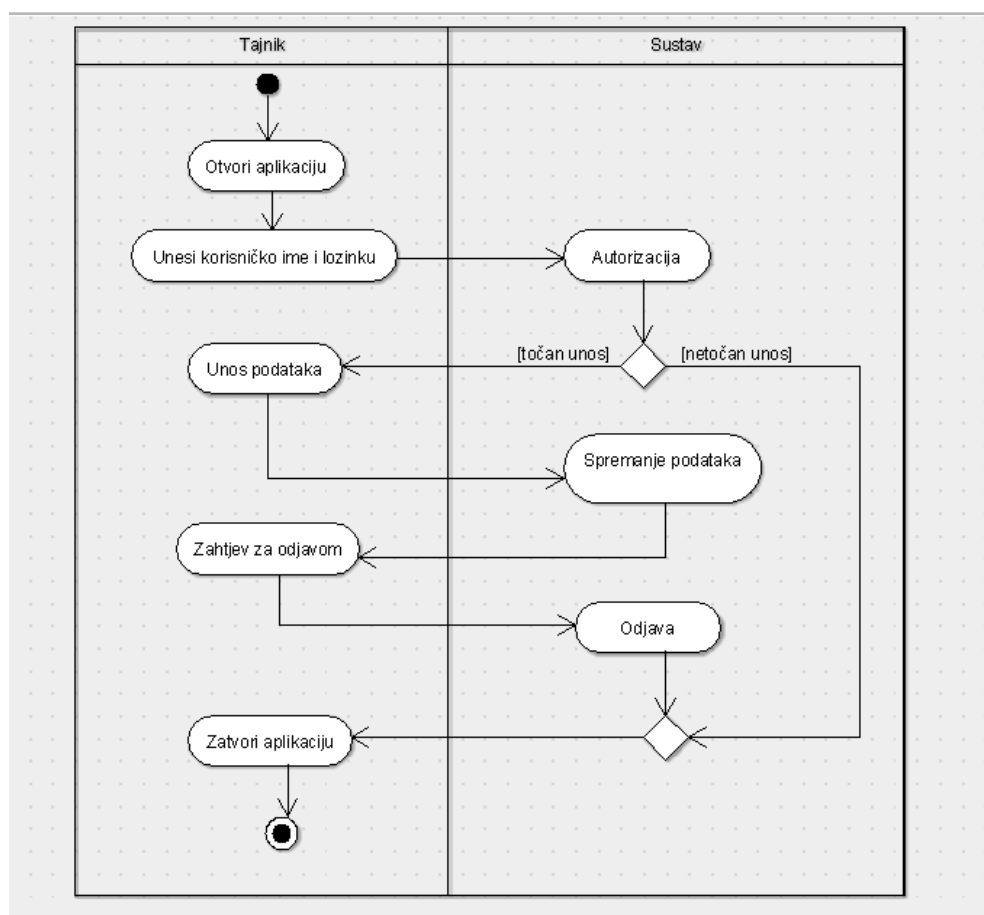 Tajnik
Sustav
Otvori aplikaciju
Unesi korisničko ime i lozinku
Autorizacija
[točan unos]
[netočan unos]
Unos podataka
Spremanje podataka
Zahtjev za odjavom
Odjava
Zatvori aplikaciju